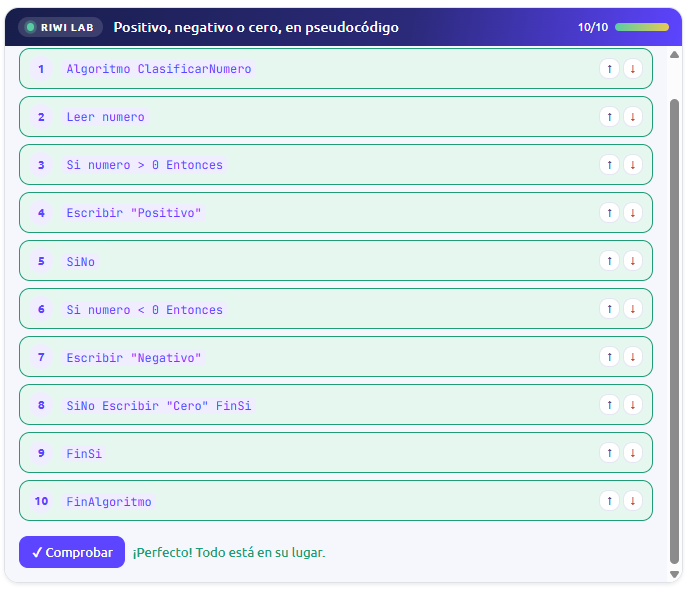 RIWI LAB Positivo, negativo o cero, en pseudocódigo 10/10
1 Algoritmo ClasificarNumero ↑ ↓
2 Leer numero ↑ ↓
3 Si numero > 0 Entonces ↑ ↓
4 Escribir "Positivo" ↑ ↓
5 SiNo ↑ ↓
6 Si numero < 0 Entonces ↑ ↓
7 Escribir "Negativo" ↑ ↓
8 SiNo Escribir "Cero" FinSi ↑ ↓
9 FinSi ↑ ↓
10 FinAlgoritmo ↑ ↓
✓ Comprobar ¡Perfecto! Todo está en su lugar.